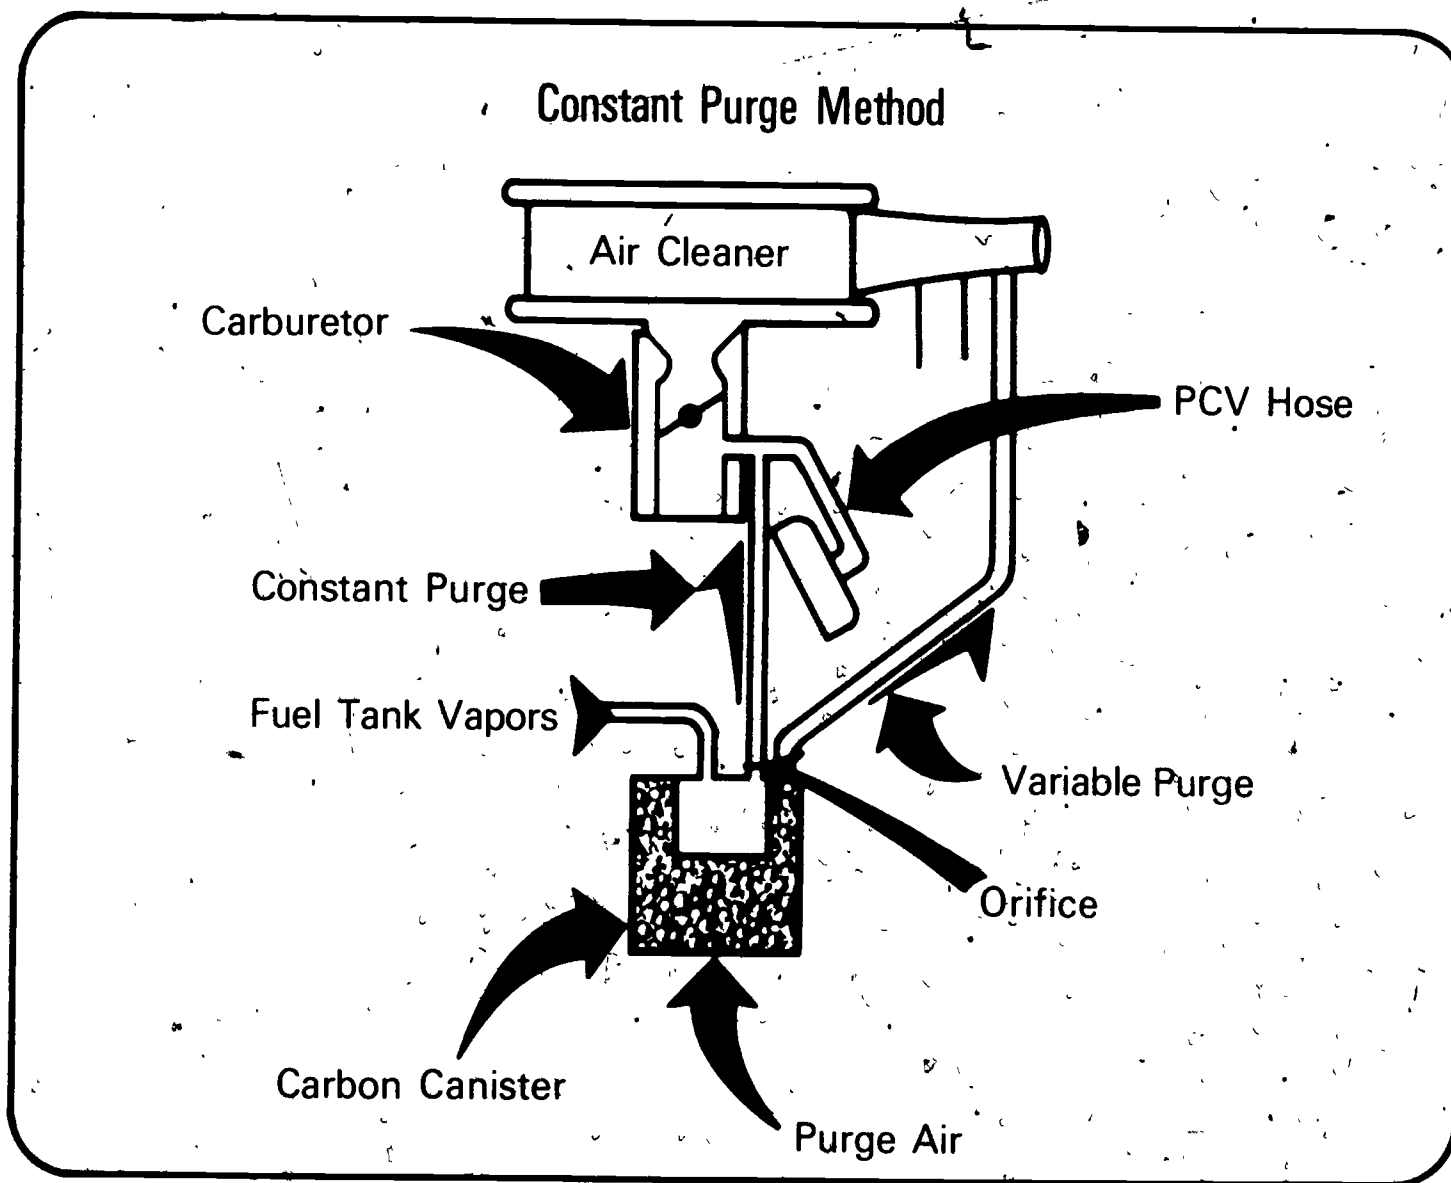 Constant Purge Method
Air Cleaner
Carburetor
PCV Hose
Constant Purge
Fuel Tank Vapors
Variable Purge
Orifice
Carbon Canister
Purge Air